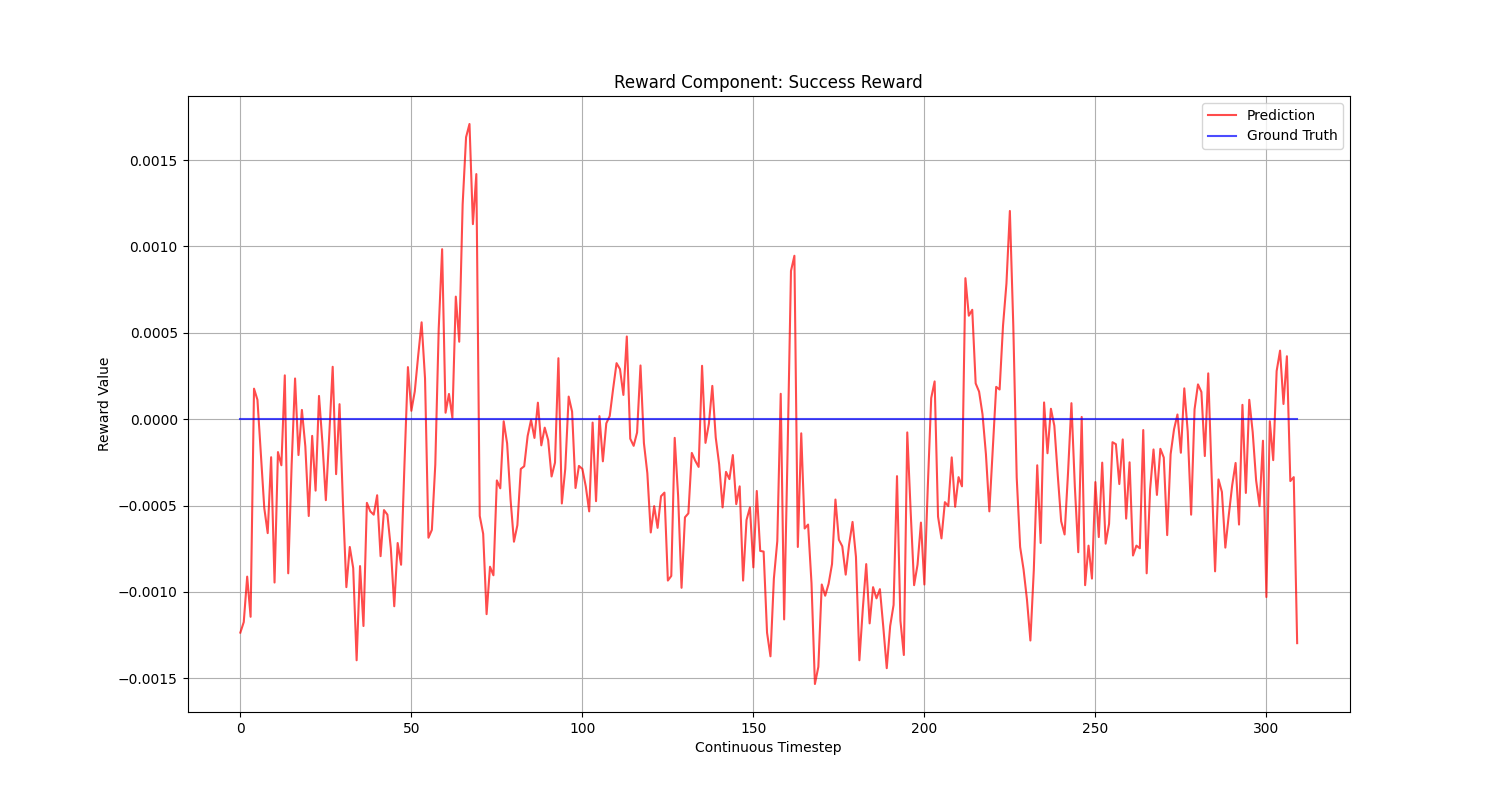 Reward Component: Success Reward
Prediction
Ground Truth
Reward Value
0.0015
0.0010
0.0005
0.0000
−0.0005
−0.0010
−0.0015
0 50 100 150 200 250 300
Continuous Timestep